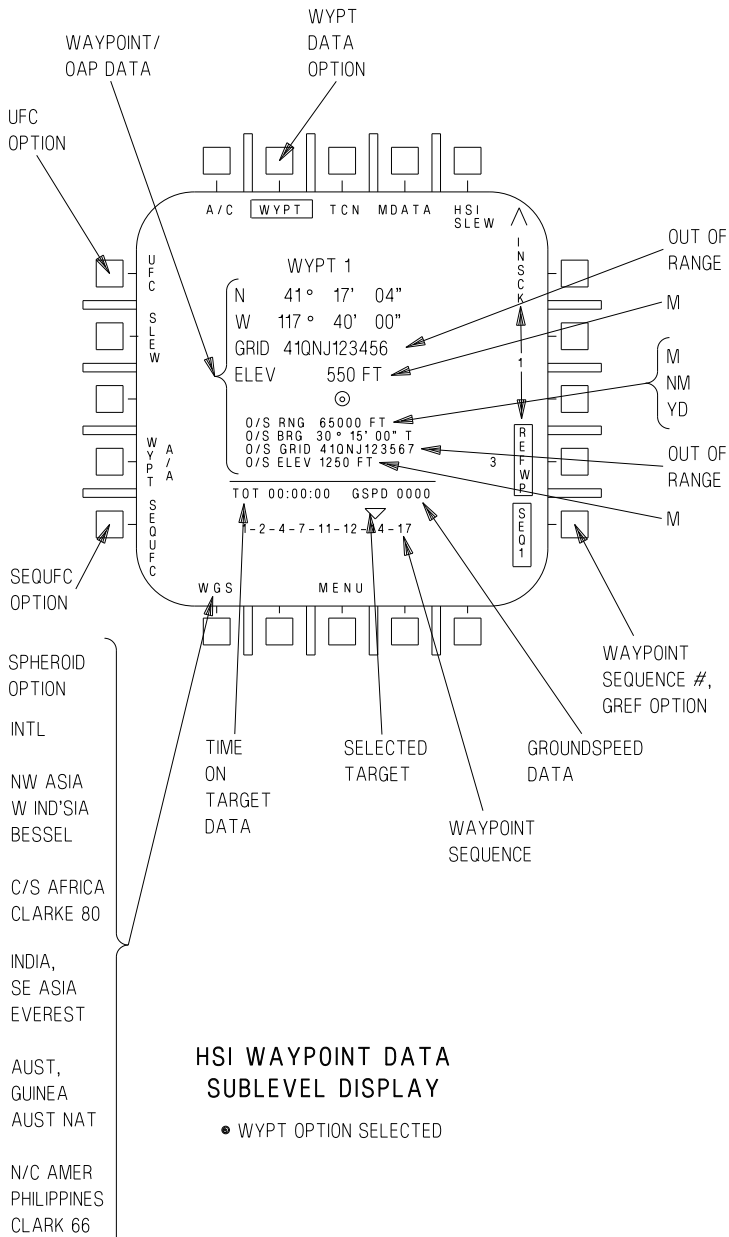 WYPT
DATA
OPTION
WAYPOINT/
OAP DATA
UFC
OPTION
A/C WYPT TCN MDATA HSI
SLEW
UFC
SLEW
WYPT
A/A
SEQUFC
INSCK
1
REFWP
3
SEQ1
WYPT 1
N 41° 17' 04"
W 117° 40' 00"
GRID 41QNJ123456
ELEV 550 FT
O/S RNG 65000 FT
O/S BRG 30° 15' 00" T
O/S GRID 41QNJ123567
O/S ELEV 1250 FT
TOT 00:00:00 GSPD 0000
1-2-4-7-11-12-14-17
WGS MENU
OUT OF
RANGE
M
M
NM
YD
OUT OF
RANGE
M
SEQUFC
OPTION
WAYPOINT
SEQUENCE #,
GREF OPTION
TIME
ON
TARGET
DATA
SELECTED
TARGET
GROUNDSPEED
DATA
WAYPOINT
SEQUENCE
SPHEROID
OPTION
INTL
NW ASIA
W IND'SIA
BESSEL
C/S AFRICA
CLARKE 80
INDIA,
SE ASIA
EVEREST
AUST,
GUINEA
AUST NAT
N/C AMER
PHILIPPINES
CLARK 66
HSI WAYPOINT DATA
SUBLEVEL DISPLAY
• WYPT OPTION SELECTED